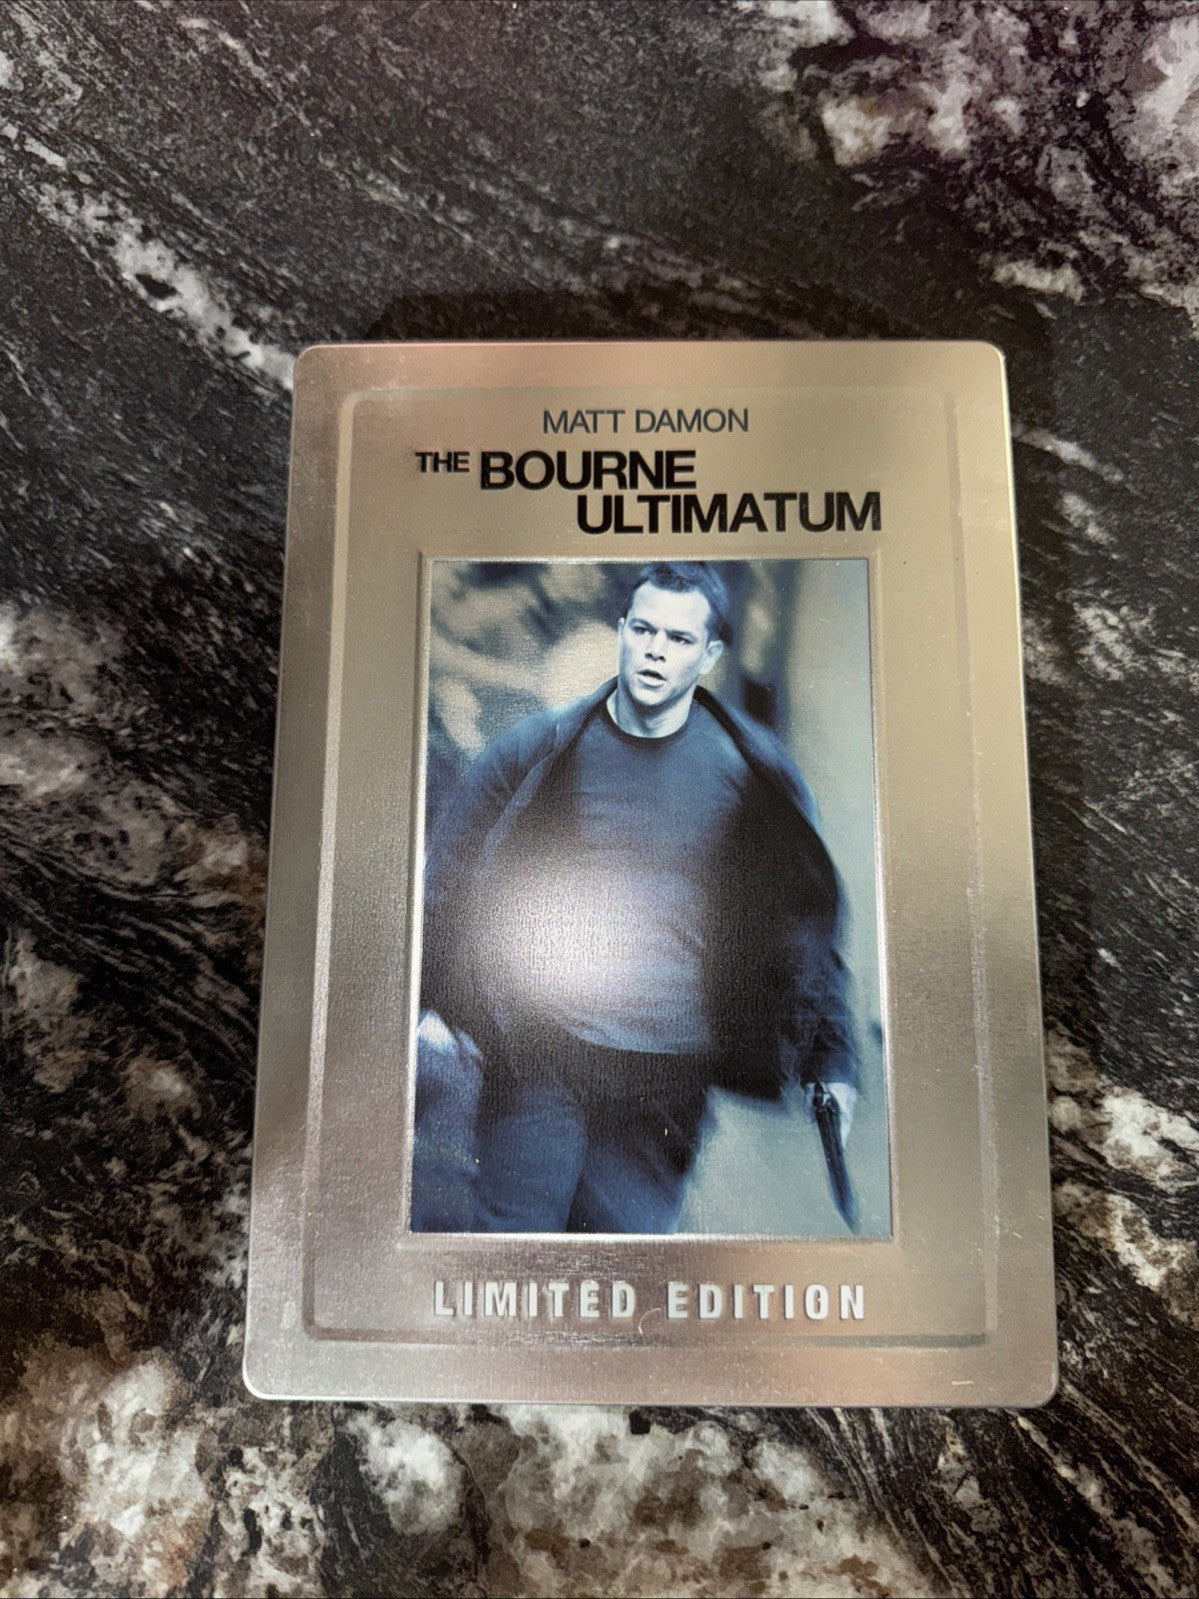 MATT DAMON
THE BOURNE
ULTIMATUM
LIMITED EDITION